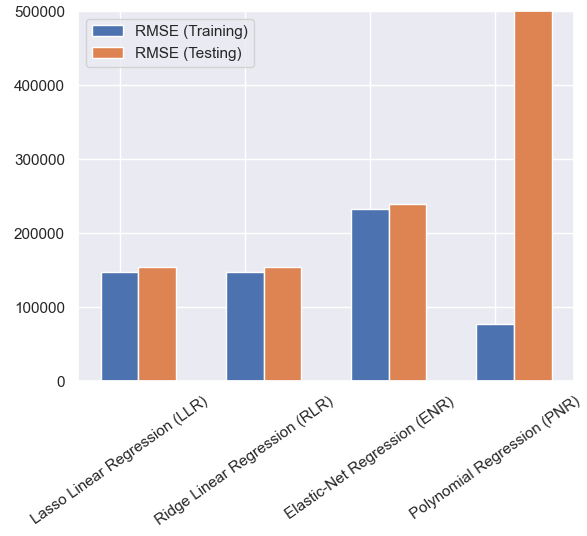 500000
400000
300000
200000
100000
0
RMSE (Training)
RMSE (Testing)
Lasso Linear Regression (LLR)
Ridge Linear Regression (RLR)
Elastic-Net Regression (ENR)
Polynomial Regression (PNR)